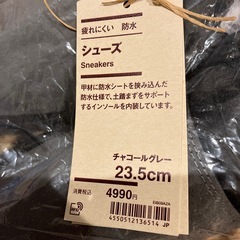 疲れにくい 防水
シューズ
Sneakers
甲材に防水シートを挟み込んだ
防水仕様で、土踏まずをサポート
するインソールを内装しています。
チャコールグレー
23.5cm
消費税込 4990円
4550512136514 JP